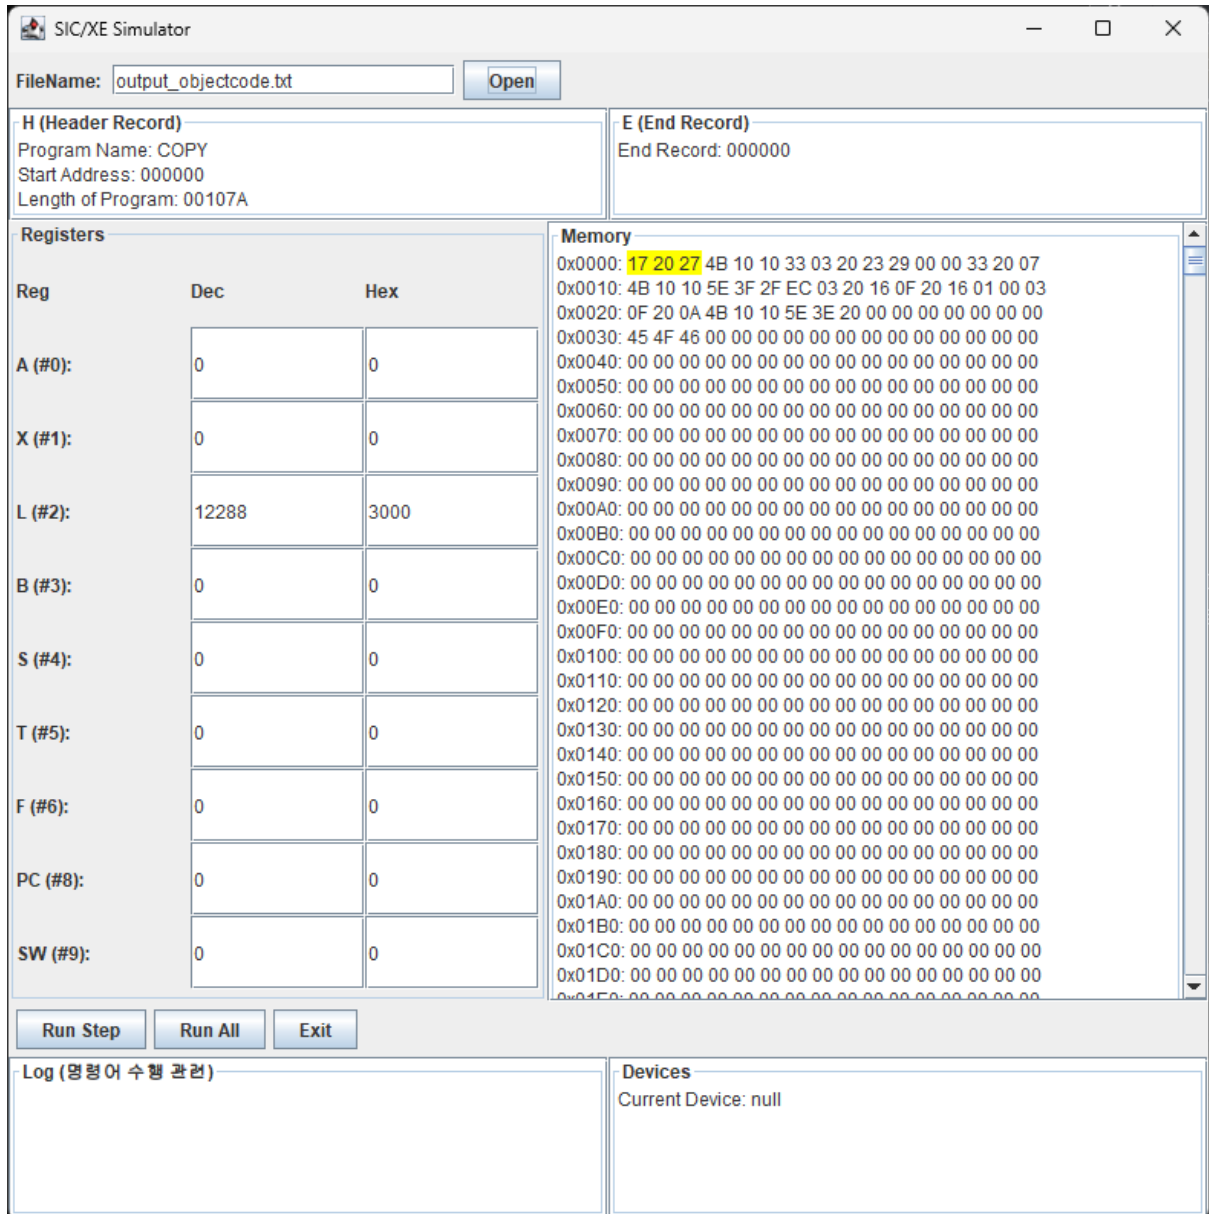 SIC/XE Simulator
FileName: output_objectcode.txt Open
H (Header Record)
Program Name: COPY
Start Address: 000000
Length of Program: 00107A
E (End Record)
End Record: 000000
Registers
Reg Dec Hex
A (#0): 0 0
X (#1): 0 0
L (#2): 12288 3000
B (#3): 0 0
S (#4): 0 0
T (#5): 0 0
F (#6): 0 0
PC (#8): 0 0
SW (#9): 0 0
Memory
0x0000: 17 20 27 4B 10 10 33 03 20 23 29 00 00 33 20 07
0x0010: 4B 10 10 5E 3F 2F EC 03 20 16 0F 20 16 01 00 03
0x0020: 0F 20 0A 4B 10 10 5E 3E 20 00 00 00 00 00 00 00
0x0030: 45 4F 46 00 00 00 00 00 00 00 00 00 00 00 00 00
0x0040: 00 00 00 00 00 00 00 00 00 00 00 00 00 00 00 00
0x0050: 00 00 00 00 00 00 00 00 00 00 00 00 00 00 00 00
0x0060: 00 00 00 00 00 00 00 00 00 00 00 00 00 00 00 00
0x0070: 00 00 00 00 00 00 00 00 00 00 00 00 00 00 00 00
0x0080: 00 00 00 00 00 00 00 00 00 00 00 00 00 00 00 00
0x0090: 00 00 00 00 00 00 00 00 00 00 00 00 00 00 00 00
0x00A0: 00 00 00 00 00 00 00 00 00 00 00 00 00 00 00 00
0x00B0: 00 00 00 00 00 00 00 00 00 00 00 00 00 00 00 00
0x00C0: 00 00 00 00 00 00 00 00 00 00 00 00 00 00 00 00
0x00D0: 00 00 00 00 00 00 00 00 00 00 00 00 00 00 00 00
0x00E0: 00 00 00 00 00 00 00 00 00 00 00 00 00 00 00 00
0x00F0: 00 00 00 00 00 00 00 00 00 00 00 00 00 00 00 00
0x0100: 00 00 00 00 00 00 00 00 00 00 00 00 00 00 00 00
0x0110: 00 00 00 00 00 00 00 00 00 00 00 00 00 00 00 00
0x0120: 00 00 00 00 00 00 00 00 00 00 00 00 00 00 00 00
0x0130: 00 00 00 00 00 00 00 00 00 00 00 00 00 00 00 00
0x0140: 00 00 00 00 00 00 00 00 00 00 00 00 00 00 00 00
0x0150: 00 00 00 00 00 00 00 00 00 00 00 00 00 00 00 00
0x0160: 00 00 00 00 00 00 00 00 00 00 00 00 00 00 00 00
0x0170: 00 00 00 00 00 00 00 00 00 00 00 00 00 00 00 00
0x0180: 00 00 00 00 00 00 00 00 00 00 00 00 00 00 00 00
0x0190: 00 00 00 00 00 00 00 00 00 00 00 00 00 00 00 00
0x01A0: 00 00 00 00 00 00 00 00 00 00 00 00 00 00 00 00
0x01B0: 00 00 00 00 00 00 00 00 00 00 00 00 00 00 00 00
0x01C0: 00 00 00 00 00 00 00 00 00 00 00 00 00 00 00 00
0x01D0: 00 00 00 00 00 00 00 00 00 00 00 00 00 00 00 00
0x01E0: 00 00 00 00 00 00 00 00 00 00 00 00 00 00 00 00
Run Step Run All Exit
Log (명령어 수행 관련)
Devices
Current Device: null